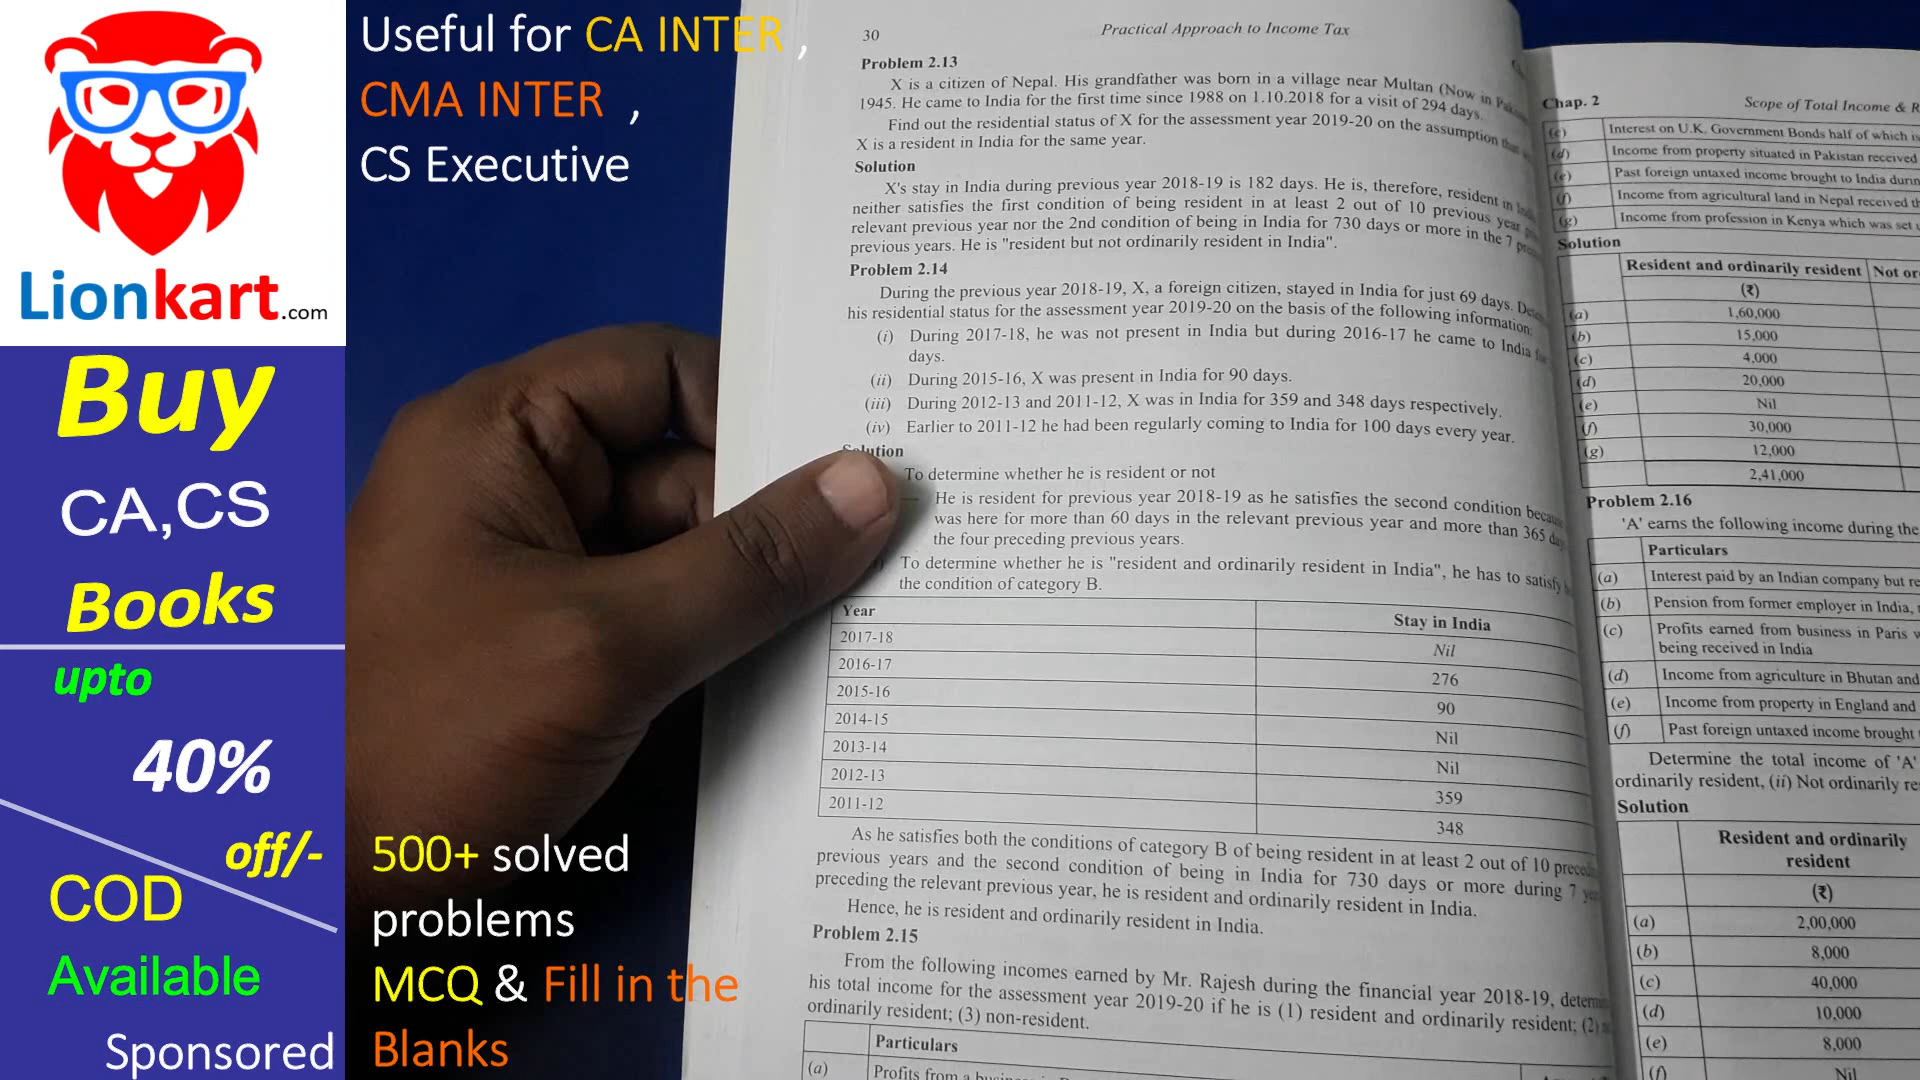 Lionkart.com
Buy
CA,CS
Books
upto
40%
off/-
COD
Available
Sponsored
Useful for CA INTER ,
CMA INTER ,
CS Executive
500+ solved
problems
MCQ & Fill in the
Blanks
30
Practical Approach to Income Tax
Problem 2.13
X is a citizen of Nepal. His grandfather was born in a village near Multan (Now in
1945. He came to India for the first time since 1988 on 1.10.2018 for a visit of 294 days.
Find out the residential status of X for the assessment year 2019-20 on the assumption
X is a resident in India for the same year.
Solution
X's stay in India during previous year 2018-19 is 182 days. He is, therefore, resident in
neither satisfies the first condition of being resident in at least 2 out of 10 previous year
relevant previous year nor the 2nd condition of being in India for 730 days or more in the 7
previous years. He is "resident but not ordinarily resident in India".
Problem 2.14
During the previous year 2018-19, X, a foreign citizen, stayed in India for just 69 days.
his residential status for the assessment year 2019-20 on the basis of the following information:
(i) During 2017-18, he was not present in India but during 2016-17 he came to India
days.
(ii) During 2015-16, X was present in India for 90 days.
(iii) During 2012-13 and 2011-12, X was in India for 359 and 348 days respectively.
(iv) Earlier to 2011-12 he had been regularly coming to India for 100 days every year.
Solution
To determine whether he is resident or not
He is resident for previous year 2018-19 as he satisfies the second condition
was here for more than 60 days in the relevant previous year and more than 365
the four preceding previous years.
To determine whether he is "resident and ordinarily resident in India", he has to satisfy
the condition of category B.
Year Stay in India
2017-18 Nil
2016-17 276
2015-16 90
2014-15 Nil
2013-14 Nil
2012-13 359
2011-12 348
As he satisfies both the conditions of category B of being resident in at least 2 out of 10
previous years and the second condition of being in India for 730 days or more during 7
preceding the relevant previous year, he is resident and ordinarily resident in India.
Hence, he is resident and ordinarily resident in India.
Problem 2.15
From the following incomes earned by Mr. Rajesh during the financial year 2018-19,
his total income for the assessment year 2019-20 if he is (1) resident and ordinarily resident; (2)
ordinarily resident; (3) non-resident.
Particulars
(a) Profits from a
Chap. 2
Scope of Total Income & R
(c) Interest on U.K. Government Bonds half of which is
(d) Income from property situated in Pakistan received
(e) Past foreign untaxed income brought to India
(f) Income from agricultural land in Nepal received
(g) Income from profession in Kenya which was set
Solution
Resident and ordinarily resident Not
(₹)
(a) 1,60,000
(b) 15,000
(c) 4,000
(d) 20,000
(e) Nil
(f) 30,000
(g) 12,000
2,41,000
Problem 2.16
'A' earns the following income during the
Particulars
(a) Interest paid by an Indian company but
(b) Pension from former employer in India,
(c) Profits earned from business in Paris
being received in India
(d) Income from agriculture in Bhutan and
(e) Income from property in England and
(f) Past foreign untaxed income brought
Determine the total income of 'A'
ordinarily resident, (ii) Not ordinarily
Solution
Resident and ordinarily
resident
(₹)
(a) 2,00,000
(b) 8,000
(c) 40,000
(d) 10,000
(e) 8,000
(f) Nil